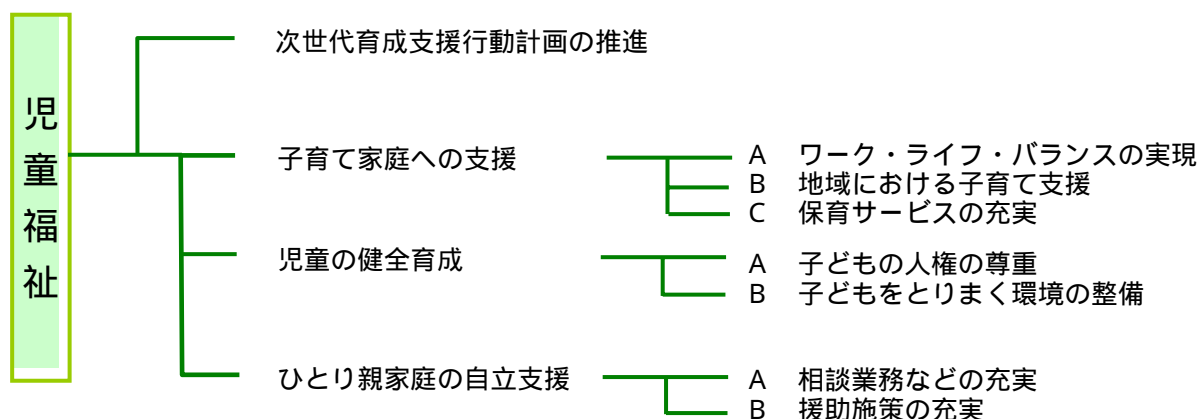 児童福祉
次世代育成支援行動計画の推進
子育て家庭への支援
A ワーク・ライフ・バランスの実現
B 地域における子育て支援
C 保育サービスの充実
児童の健全育成
A 子どもの人権の尊重
B 子どもをとりまく環境の整備
ひとり親家庭の自立支援
A 相談業務などの充実
B 援助施策の充実